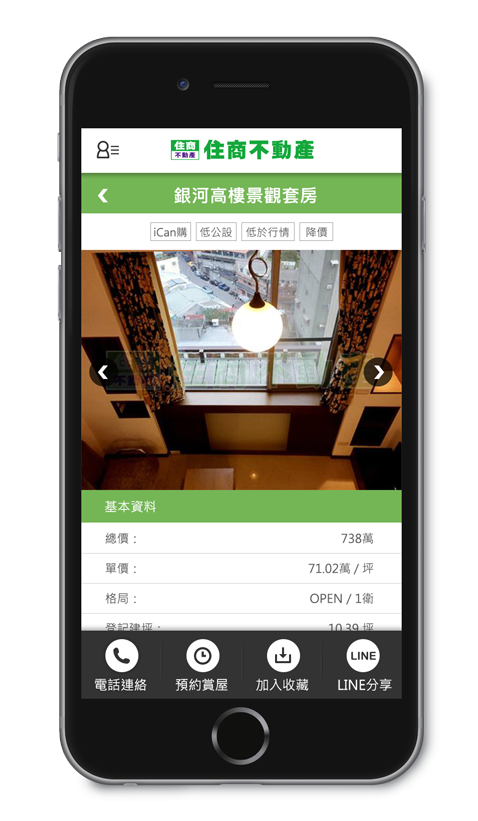 住商
不動產
住商不動產
銀河高樓景觀套房
iCan購 低公設 低於行情 降價
基本資料
總價： 738萬
單價： 71.02萬 / 坪
格局： OPEN / 1衛
登記建坪： 10.39 坪
電話連絡 預約賞屋 加入收藏 LINE LINE分享